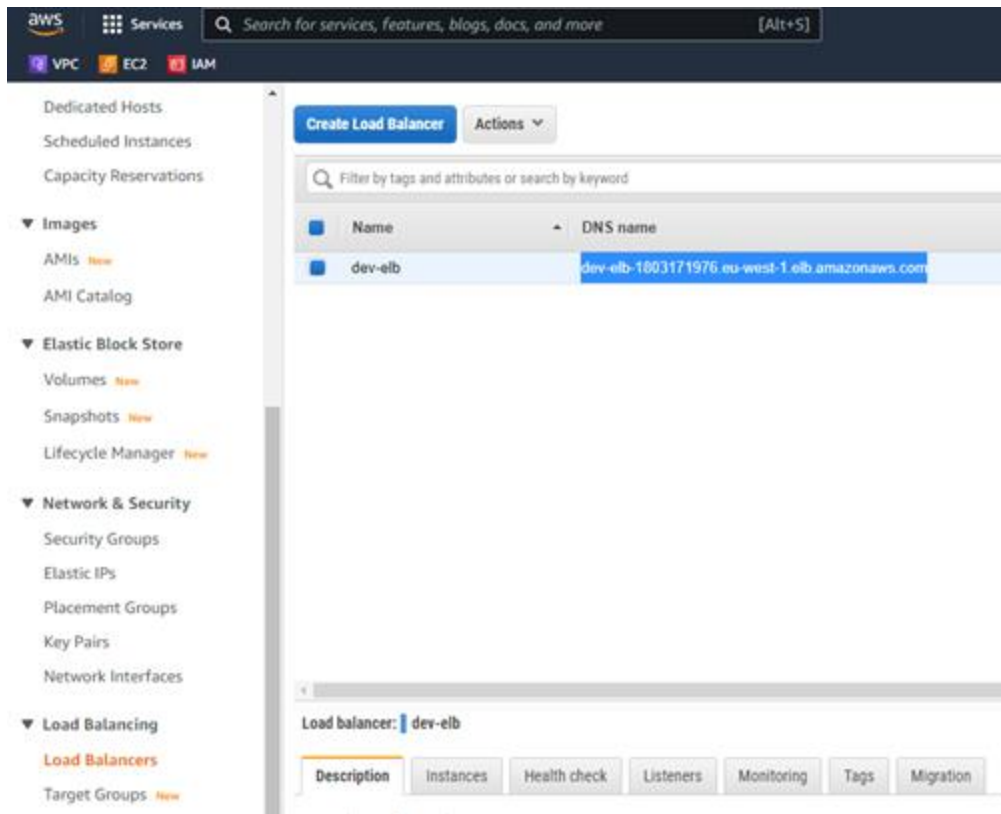 aws Services Search for services, features, blogs, docs, and more [Alt+S]
VPC EC2 IAM
Dedicated Hosts
Scheduled Instances
Capacity Reservations
Images
AMIs New
AMI Catalog
Elastic Block Store
Volumes New
Snapshots New
Lifecycle Manager New
Network & Security
Security Groups
Elastic IPs
Placement Groups
Key Pairs
Network Interfaces
Load Balancing
Load Balancers
Target Groups New
Create Load Balancer Actions
Filter by tags and attributes or search by keyword
Name DNS name
dev-elb dev-elb-1803171976.eu-west-1.elb.amazonaws.com
Load balancer: dev-elb
Description Instances Health check Listeners Monitoring Tags Migration